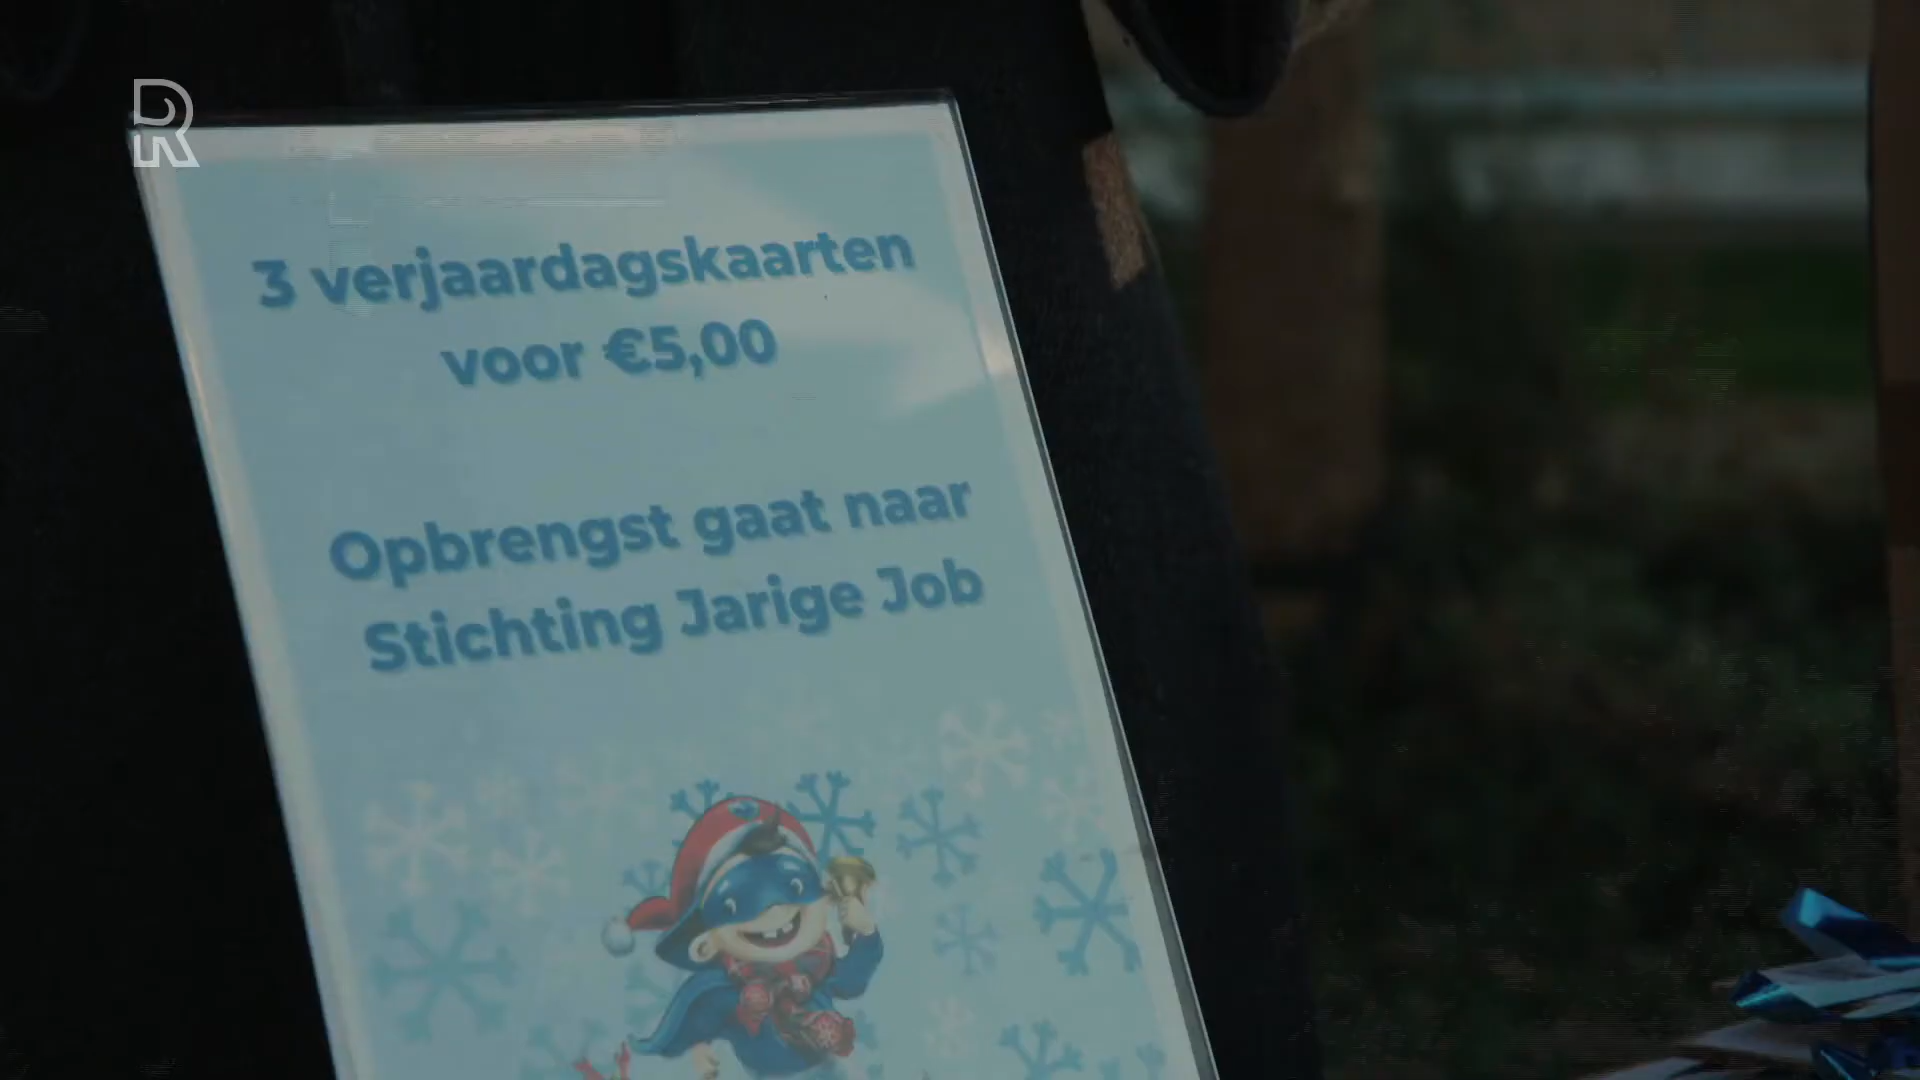 R
3 verjaardagskaarten
voor €5,00
Opbrengst gaat naar
Stichting Jarige Job